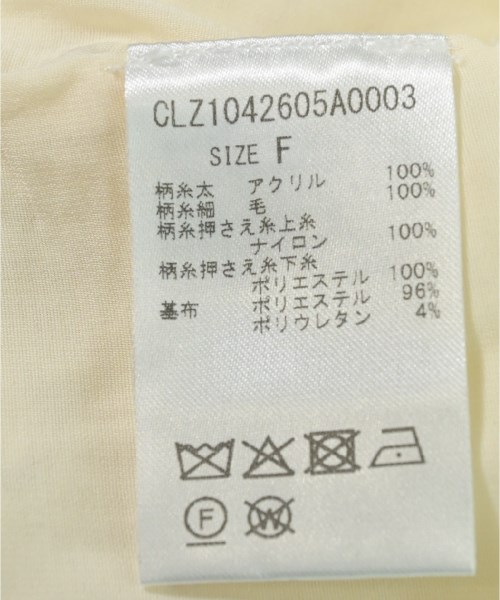 CLZ1042605A0003
SIZE F
柄糸太 アクリル 100%
柄糸細 毛 100%
柄糸押さえ糸上糸
ナイロン 100%
柄糸押さえ糸下糸
ポリエステル 100%
基布 ポリエステル 96%
ポリウレタン 4%
F W